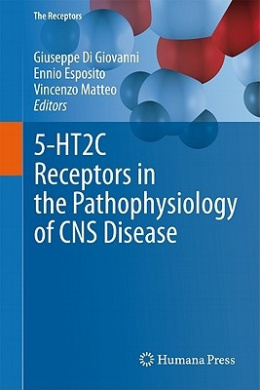 The Receptors
Giuseppe Di Giovanni
Ennio Esposito
Vincenzo Matteo
Editors
5-HT2C
Receptors in
the Pathophysiology
of CNS Disease
Humana Press